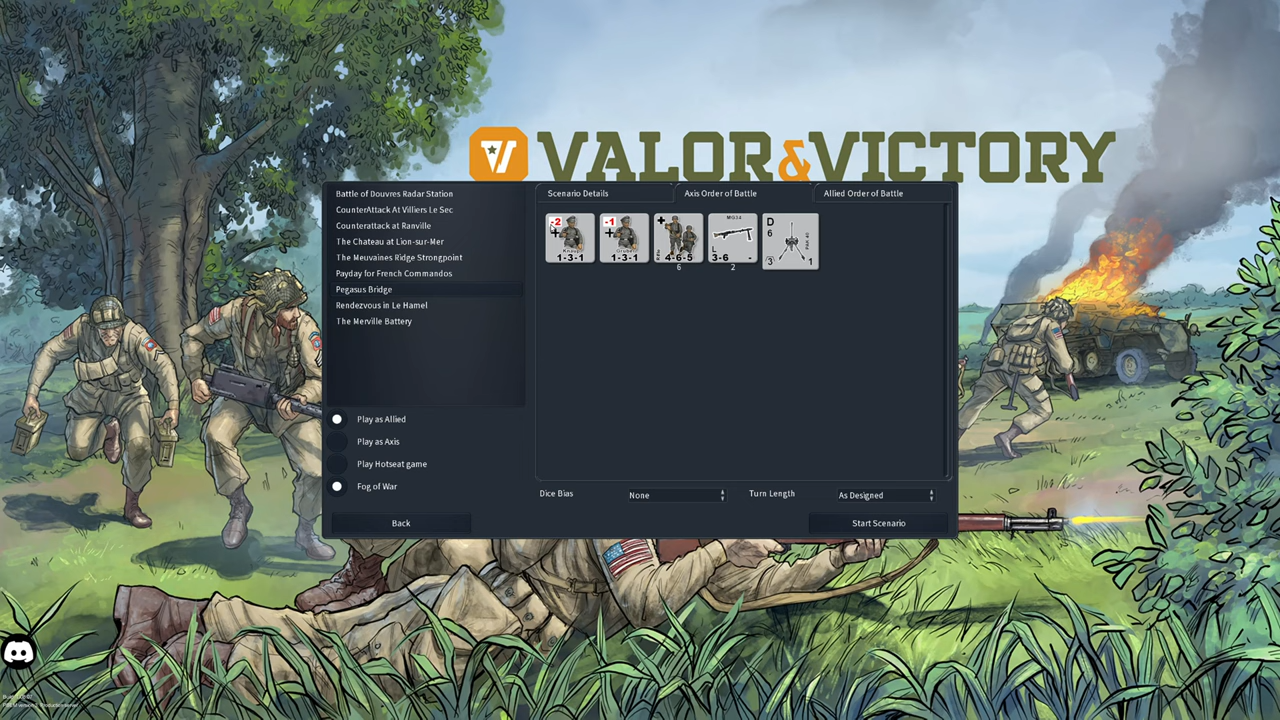 VALOR&VICTORY
Battle of Douvres Radar Station
CounterAttack At Villiers Le Sec
Counterattack at Ranville
The Chateau at Lion-sur-Mer
The Meuvaines Ridge Strongpoint
Payday for French Commandos
Pegasus Bridge
Rendezvous in Le Hamel
The Merville Battery
Scenario Details
Axis Order of Battle
Allied Order of Battle
-2
+
1-3-1
-1
+
1-3-1
+
4-6-5
6
MG34
L
3-6 -
2
D
6
PAK 40
3 1
Play as Allied
Play as Axis
Play Hotseat game
Fog of War
Dice Bias
None
Turn Length
As Designed
Back
Start Scenario